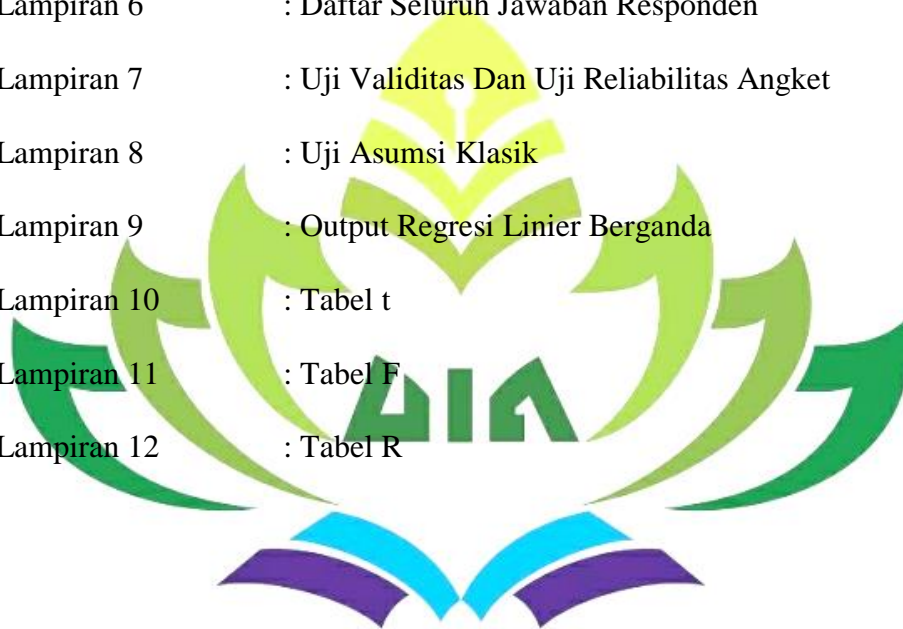 Lampiran 6 : Daftar Seluruh Jawaban Responden
Lampiran 7 : Uji Validitas Dan Uji Reliabilitas Angket
Lampiran 8 : Uji Asumsi Klasik
Lampiran 9 : Output Regresi Linier Berganda
Lampiran 10 : Tabel t
Lampiran 11 : Tabel F
Lampiran 12 : Tabel R